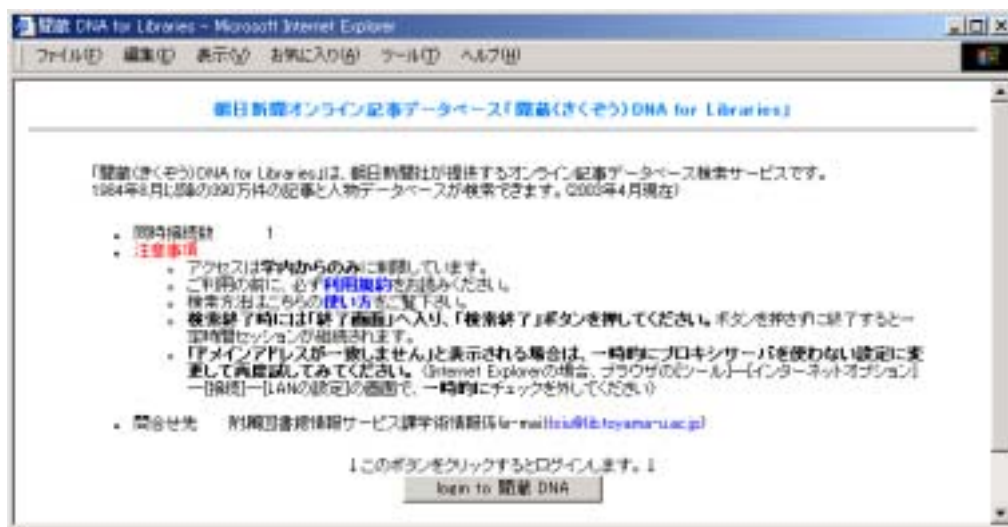 聞蔵 DNA for Libraries - Microsoft Internet Explorer
ファイル(F) 編集(E) 表示(V) お気に入り(A) ツール(T) ヘルプ(H)
朝日新聞オンライン記事データベース「聞蔵(きくぞう)DNA for Libraries」
「聞蔵(きくぞう)DNA for Libraries」は、朝日新聞社が提供するオンライン記事データベース検索サービスです。
1984年8月以降の390万件の記事と人物データベースが検索できます。(2003年4月現在)
• 同時接続数 1
• 注意事項
• アクセスは学内からのみに制限しています。
• ご利用の前に、必ず利用規約をお読みください。
• 検索方法はこちらの使い方をご覧下さい。
• 検索終了時には「終了画面」へ入り、「検索終了」ボタンを押してください。ボタンを押さずに終了すると一
定時間セッションが継続されます。
• 「ドメインアドレスが一致しません」と表示される場合は、一時的にプロキシサーバを使わない設定に変
更して再度試してみてください。(Internet Explorerの場合、ブラウザの[ツール]―[インターネットオプション]
―[接続]―[LANの設定]の画面で、一時的にチェックを外してください)
• 問合せ先 附属図書館情報サービス課学術情報係(e-mail:
↓このボタンをクリックするとログインします。↓
login to 聞蔵 DNA